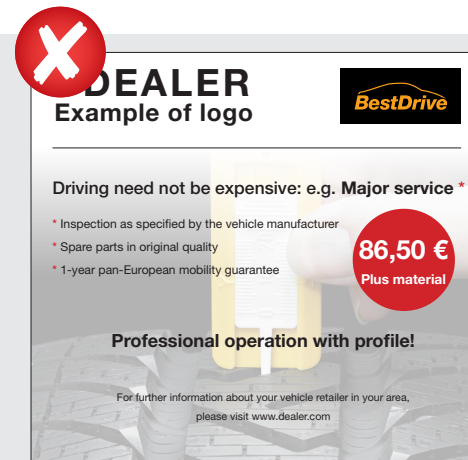 DEALER
Example of logo
BestDrive
Driving need not be expensive: e.g. Major service *
* Inspection as specified by the vehicle manufacturer
* Spare parts in original quality
* 1-year pan-European mobility guarantee
86,50 €
Plus material
Professional operation with profile!
For further information about your vehicle retailer in your area,
please visit www.dealer.com